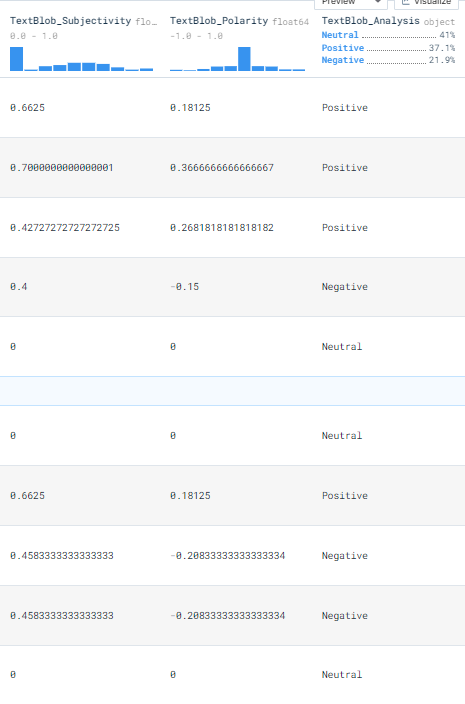 Preview Visualize
TextBlob_Subjectivity flo… TextBlob_Polarity float64 TextBlob_Analysis object
0.0 - 1.0 -1.0 - 1.0 Neutral 41%
Positive 37.1%
Negative 21.9%
0.6625 0.18125 Positive
0.7000000000000001 0.3666666666666667 Positive
0.42727272727272725 0.2681818181818182 Positive
0.4 -0.15 Negative
0 0 Neutral
0 0 Neutral
0.6625 0.18125 Positive
0.4583333333333333 -0.20833333333333334 Negative
0.4583333333333333 -0.20833333333333334 Negative
0 0 Neutral